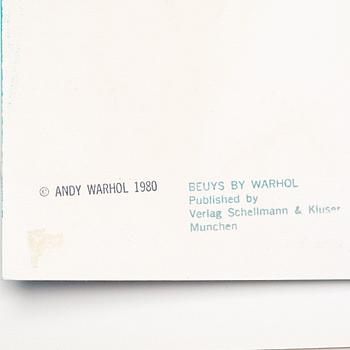 © ANDY WARHOL 1980
BEUYS BY WARHOL
Published by
Verlag Schellmann & Kluser
Munchen